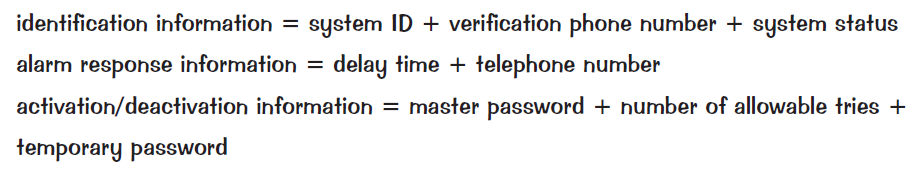 identification information = system ID + verification phone number + system status
alarm response information = delay time + telephone number
activation/deactivation information = master password + number of allowable tries +
temporary password